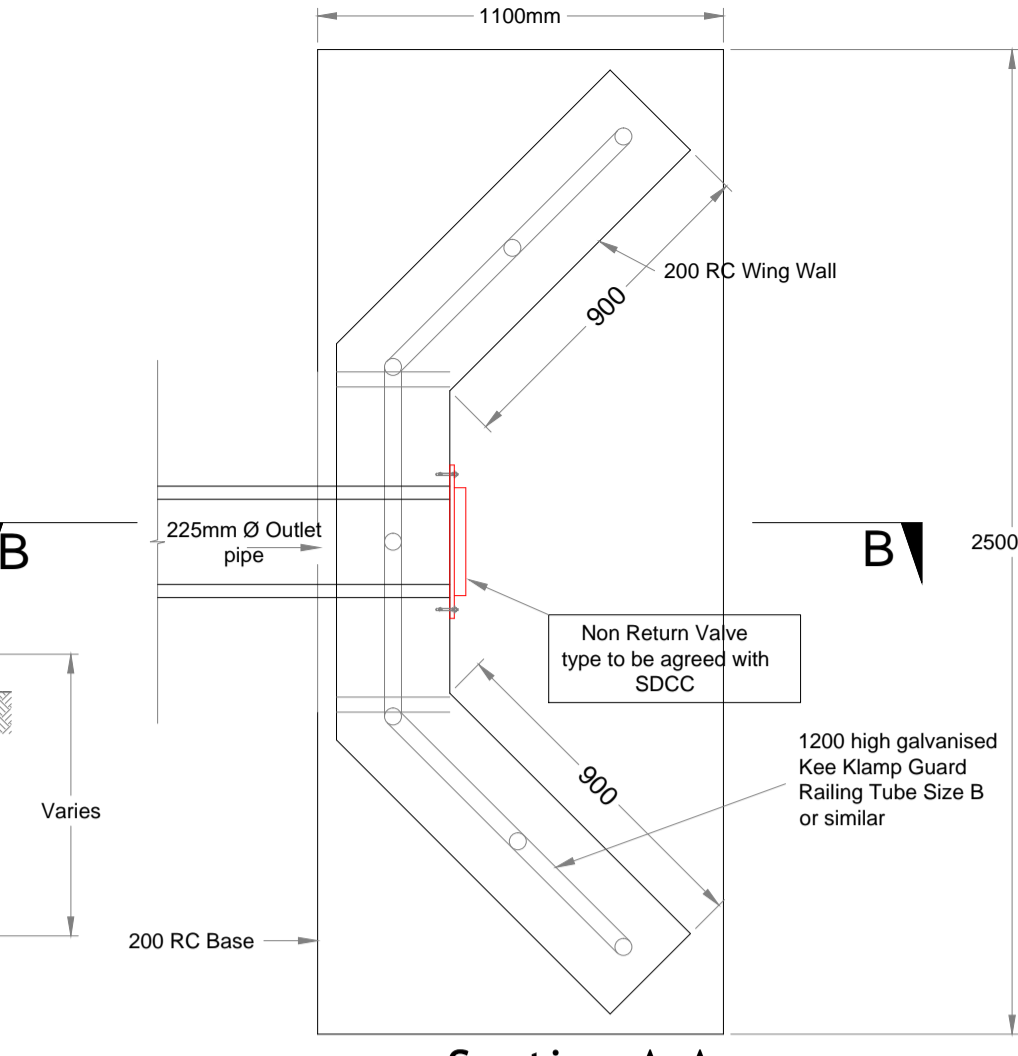 1100mm
200 RC Wing Wall
900
225mm Ø Outlet
pipe
B
B
2500
Non Return Valve
type to be agreed with
SDCC
1200 high galvanised
Kee Klamp Guard
Railing Tube Size B
or similar
900
Varies
200 RC Base